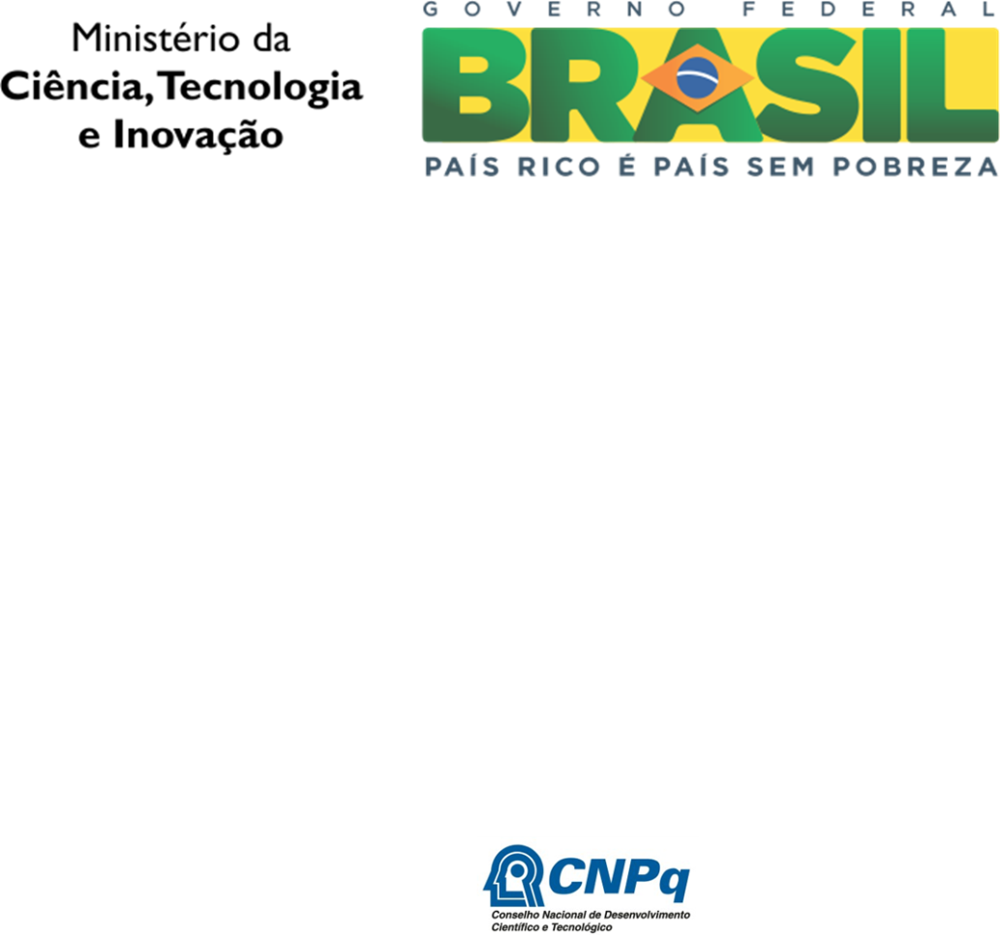 Ministério da
Ciência, Tecnologia
e Inovação
GOVERNO FEDERAL
BRASIL
PAÍS RICO É PAÍS SEM POBREZA
CNPq
Conselho Nacional de Desenvolvimento
Científico e Tecnológico